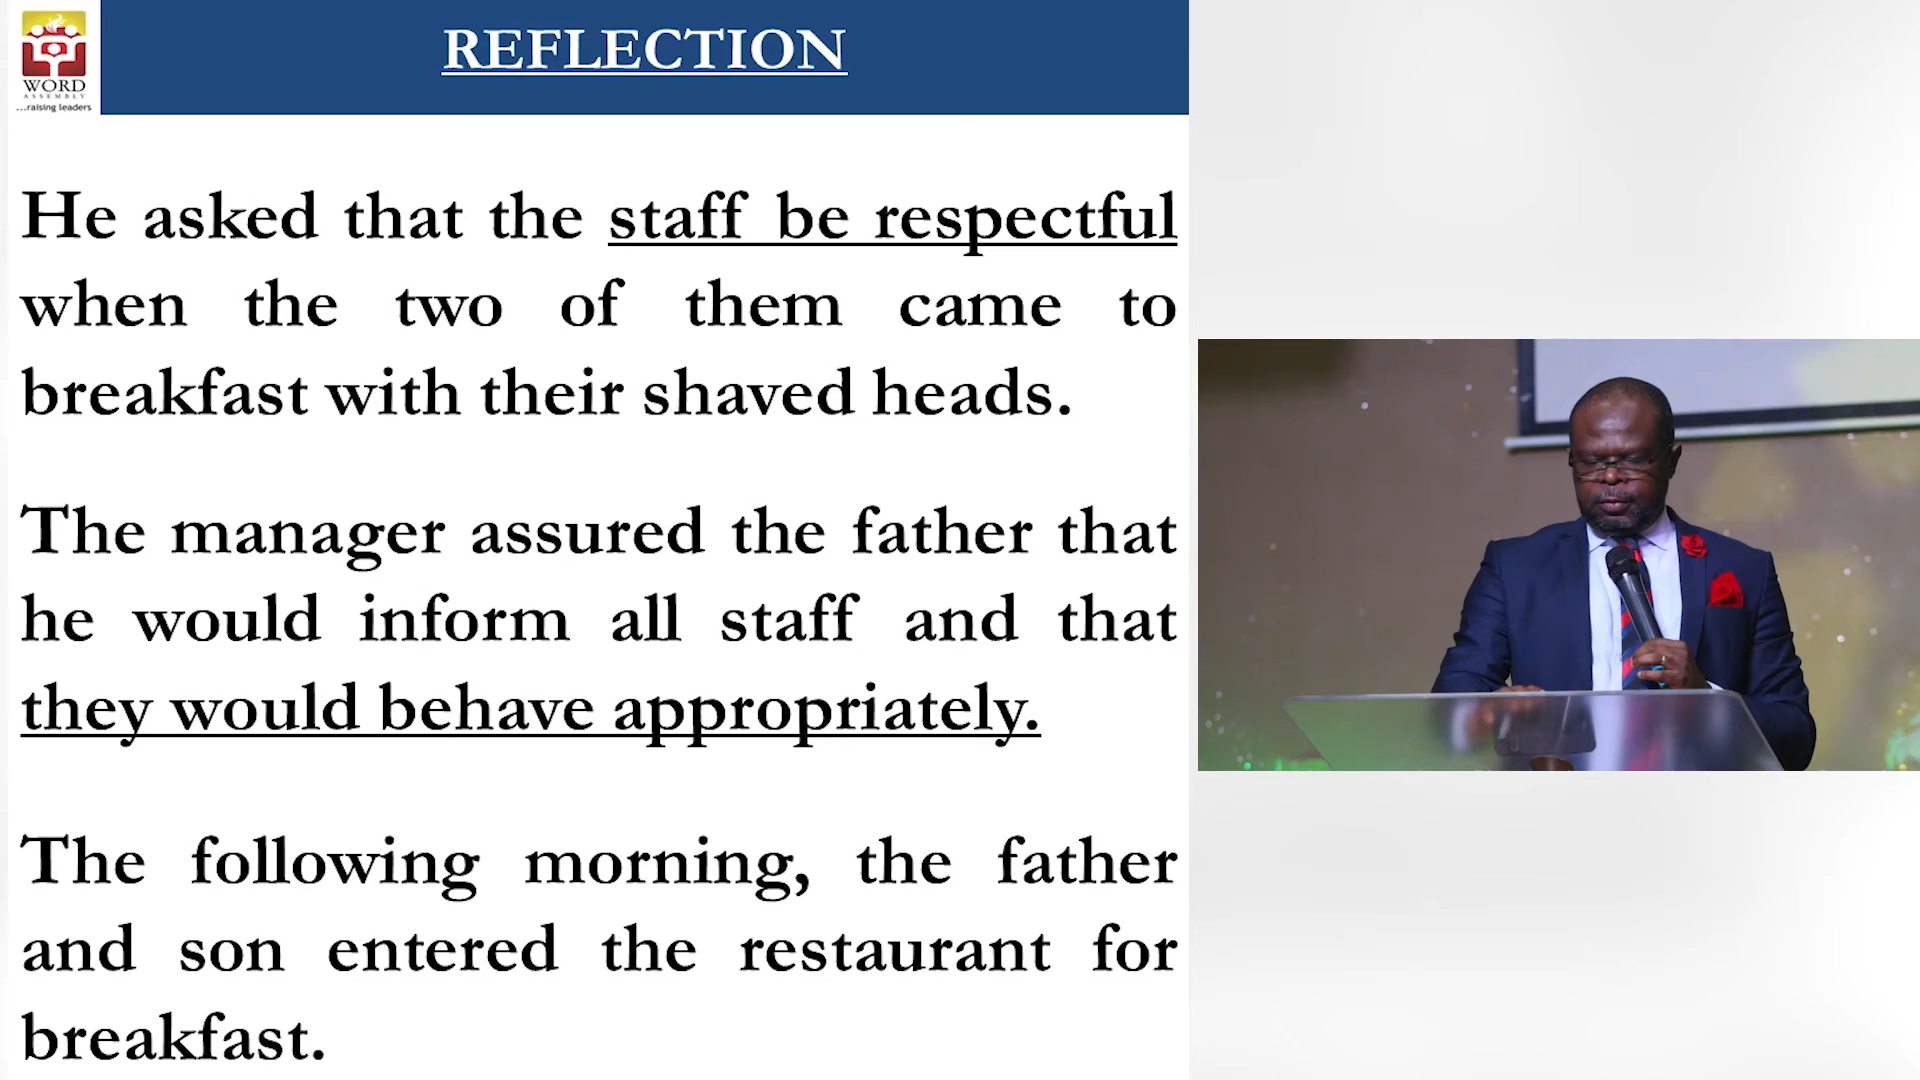 WORD
ASSEMBLY
...raising leaders
REFLECTION
He asked that the staff be respectful
when the two of them came to
breakfast with their shaved heads.
The manager assured the father that
he would inform all staff and that
they would behave appropriately.
The following morning, the father
and son entered the restaurant for
breakfast.